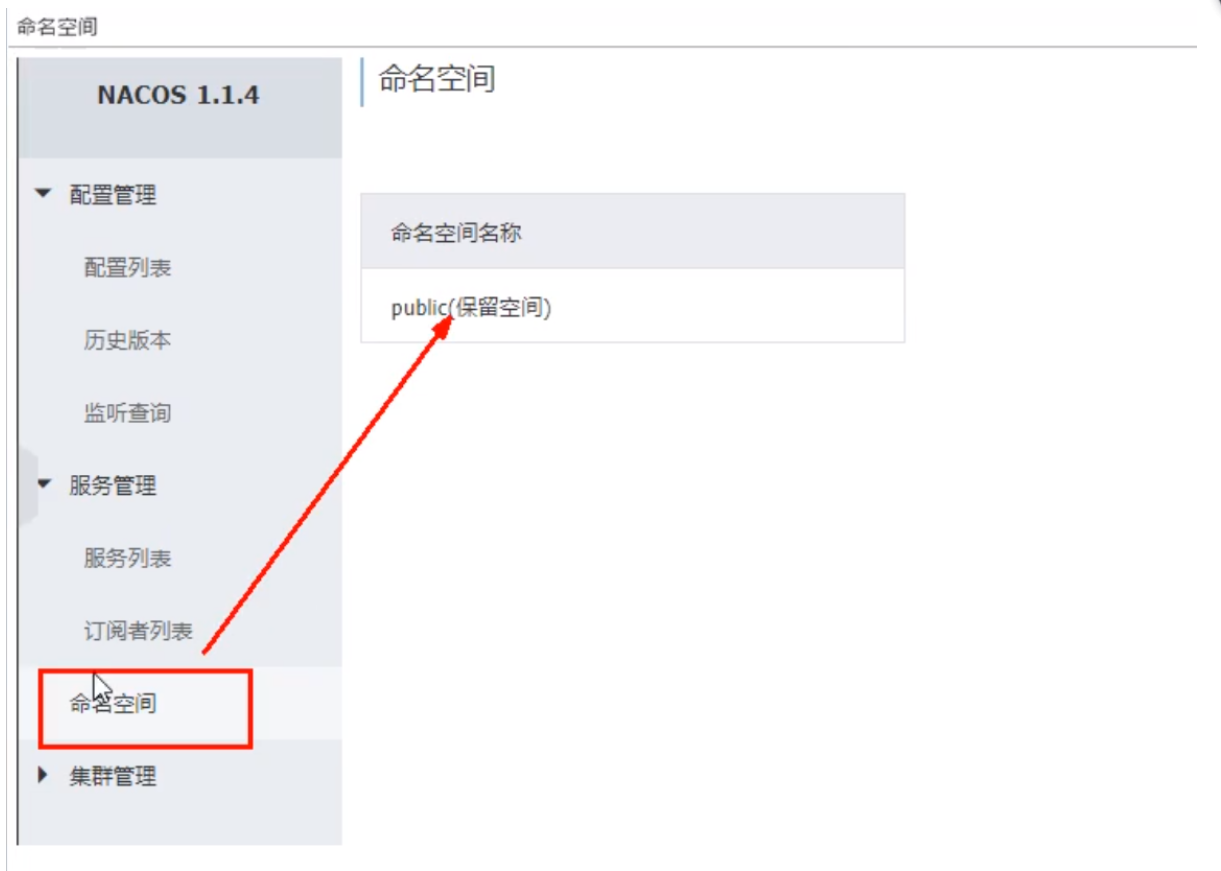 命名空间
NACOS 1.1.4
配置管理
配置列表
历史版本
监听查询
服务管理
服务列表
订阅者列表
命名空间
集群管理
命名空间
命名空间名称
public(保留空间)